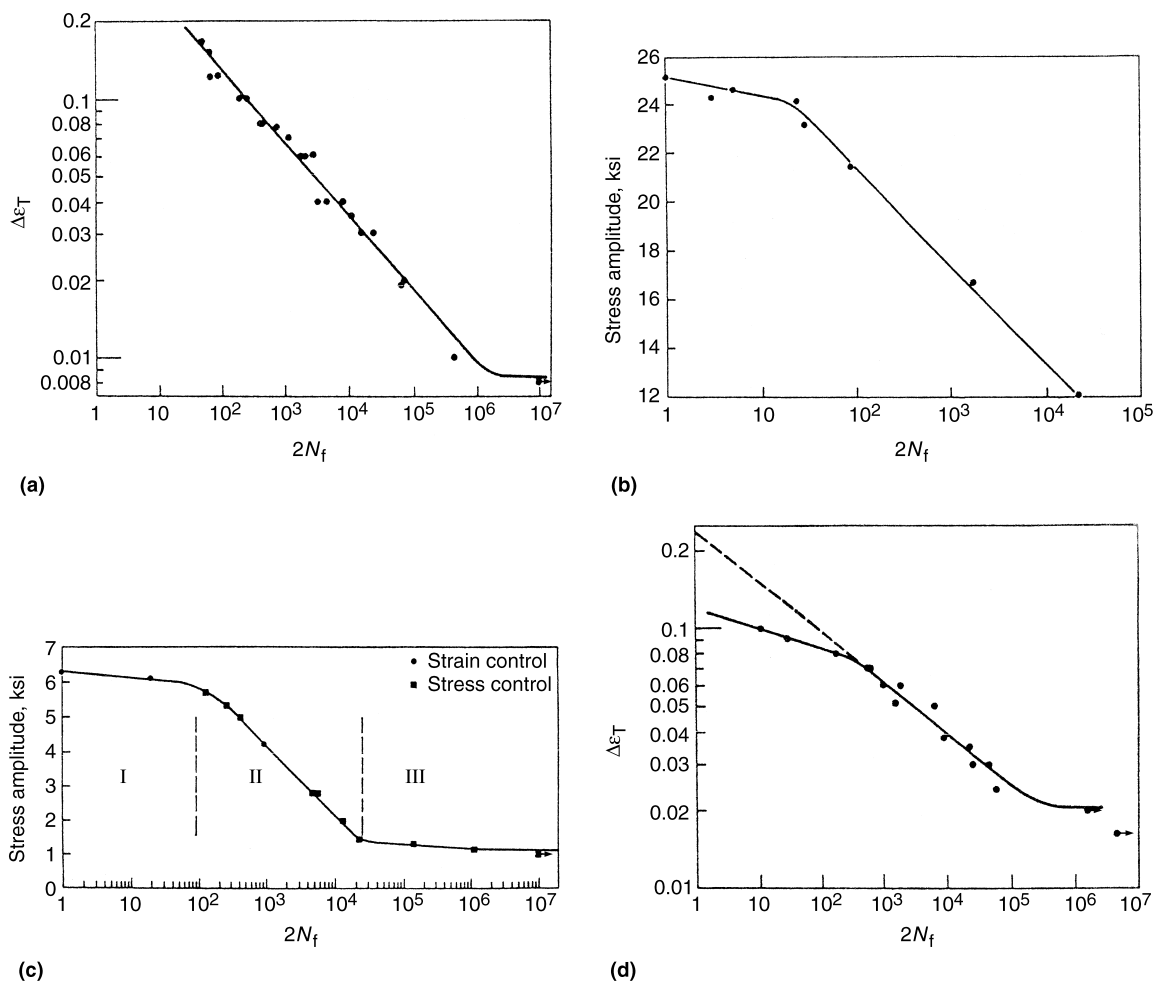 0.2
0.1
0.08
0.06
0.05
0.04
0.03
0.02
0.01
0.008
ΔεT
1 10 10² 10³ 10⁴ 10⁵ 10⁶ 10⁷
2Nf
(a)
26
24
22
20
18
16
14
12
Stress amplitude, ksi
1 10 10² 10³ 10⁴ 10⁵
2Nf
(b)
7
6
5
4
3
2
1
0
Stress amplitude, ksi
Strain control
Stress control
I II III
1 10 10² 10³ 10⁴ 10⁵ 10⁶ 10⁷
2Nf
(c)
0.2
0.1
0.08
0.06
0.05
0.04
0.03
0.02
0.01
ΔεT
1 10 10² 10³ 10⁴ 10⁵ 10⁶ 10⁷
2Nf
(d)